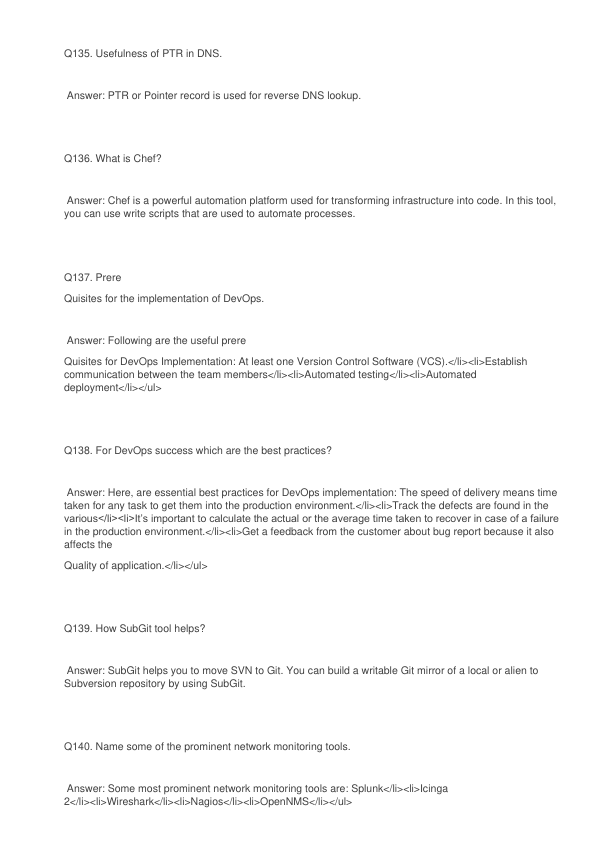 Q135. Usefulness of PTR in DNS.
Answer: PTR or Pointer record is used for reverse DNS lookup.
Q136. What is Chef?
Answer: Chef is a powerful automation platform used for transforming infrastructure into code. In this tool,
you can use write scripts that are used to automate processes.
Q137. Prere
Quisites for the implementation of DevOps.
Answer: Following are the useful prere
Quisites for DevOps Implementation: At least one Version Control Software (VCS).</li><li>Establish
communication between the team members</li><li>Automated testing</li><li>Automated
deployment</li></ul>
Q138. For DevOps success which are the best practices?
Answer: Here, are essential best practices for DevOps implementation: The speed of delivery means time
taken for any task to get them into the production environment.</li><li>Track the defects are found in the
various</li><li>It's important to calculate the actual or the average time taken to recover in case of a failure
in the production environment.</li><li>Get a feedback from the customer about bug report because it also
affects the
Quality of application.</li></ul>
Q139. How SubGit tool helps?
Answer: SubGit helps you to move SVN to Git. You can build a writable Git mirror of a local or alien to
Subversion repository by using SubGit.
Q140. Name some of the prominent network monitoring tools.
Answer: Some most prominent network monitoring tools are: Splunk</li><li>Icinga
2</li><li>Wireshark</li><li>Nagios</li><li>OpenNMS</li></ul>